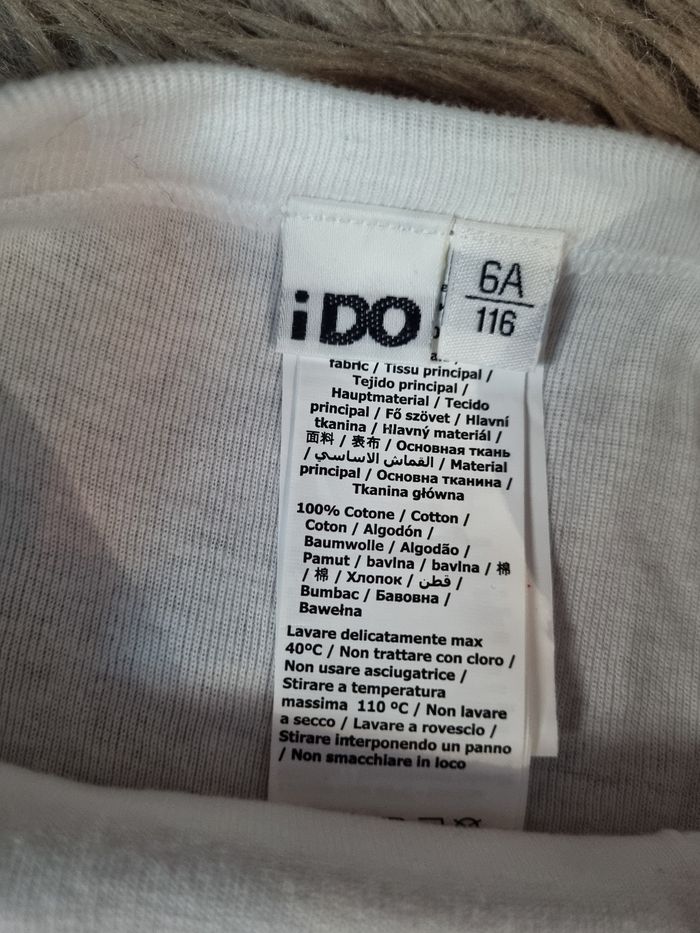 iDO
6A
116
fabric / Tissu principal /
Tejido principal /
Hauptmaterial / Tecido
principal / Fő szövet / Hlavní
tkanina / Hlavný materiál /
面料 / 表布 / Основная ткань
/ القماش الاساسي / Material
principal / Основна тканина /
Tkanina główna
100% Cotone / Cotton /
Coton / Algodón /
Baumwolle / Algodão /
Pamut / bavlna / bavlna / 棉
/ 棉 / Хлопок / قطن /
Bumbac / Бавовна /
Bawełna
Lavare delicatamente max
40ºC / Non trattare con cloro /
Non usare asciugatrice /
Stirare a temperatura
massima 110 ºC / Non lavare
a secco / Lavare a rovescio /
Stirare interponendo un panno
/ Non smacchiare in loco